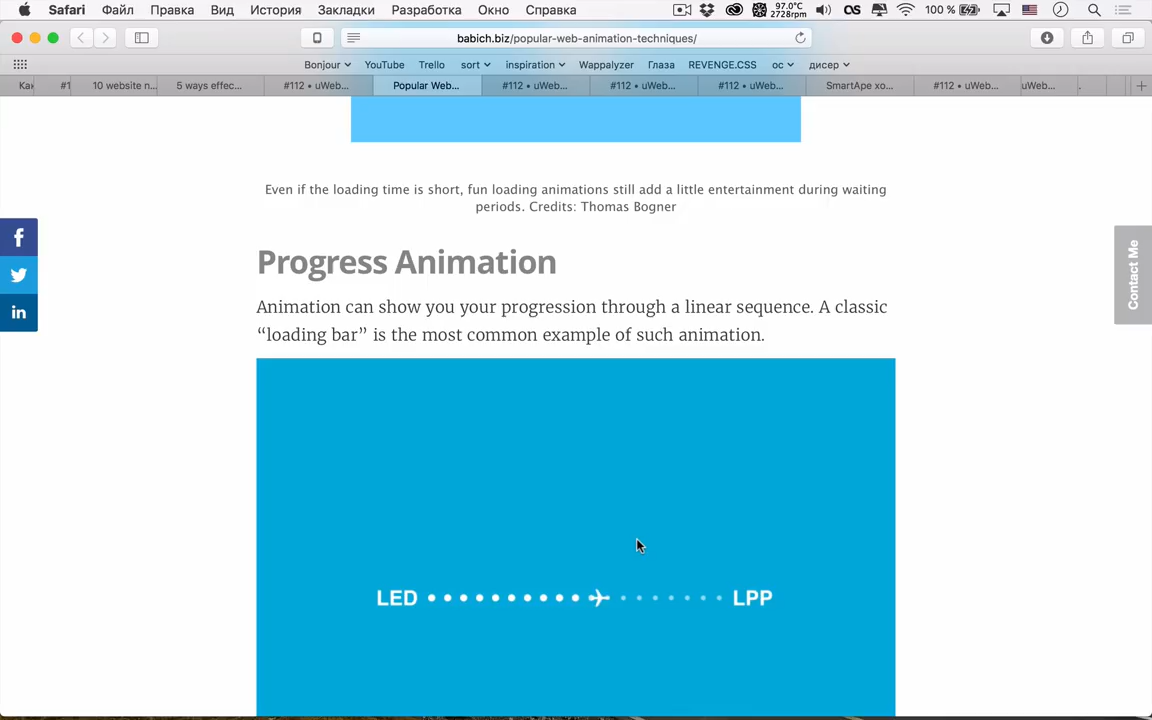 Safari Файл Правка Вид История Закладки Разработка Окно Справка 97.0°C 2728rpm 100 %
babich.biz/popular-web-animation-techniques/
Bonjour YouTube Trello sort inspiration Wappalyzer Глаза REVENGE.CSS ос дисер
Как #1 10 website n... 5 ways effec... #112 • uWeb... Popular Web... #112 • uWeb... #112 • uWeb... #112 • uWeb... SmartApe хо... #112 • uWeb... uWeb... .
Even if the loading time is short, fun loading animations still add a little entertainment during waiting
periods. Credits: Thomas Bogner
Progress Animation
Animation can show you your progression through a linear sequence. A classic
“loading bar” is the most common example of such animation.
LED LPP
f
in
Contact Me